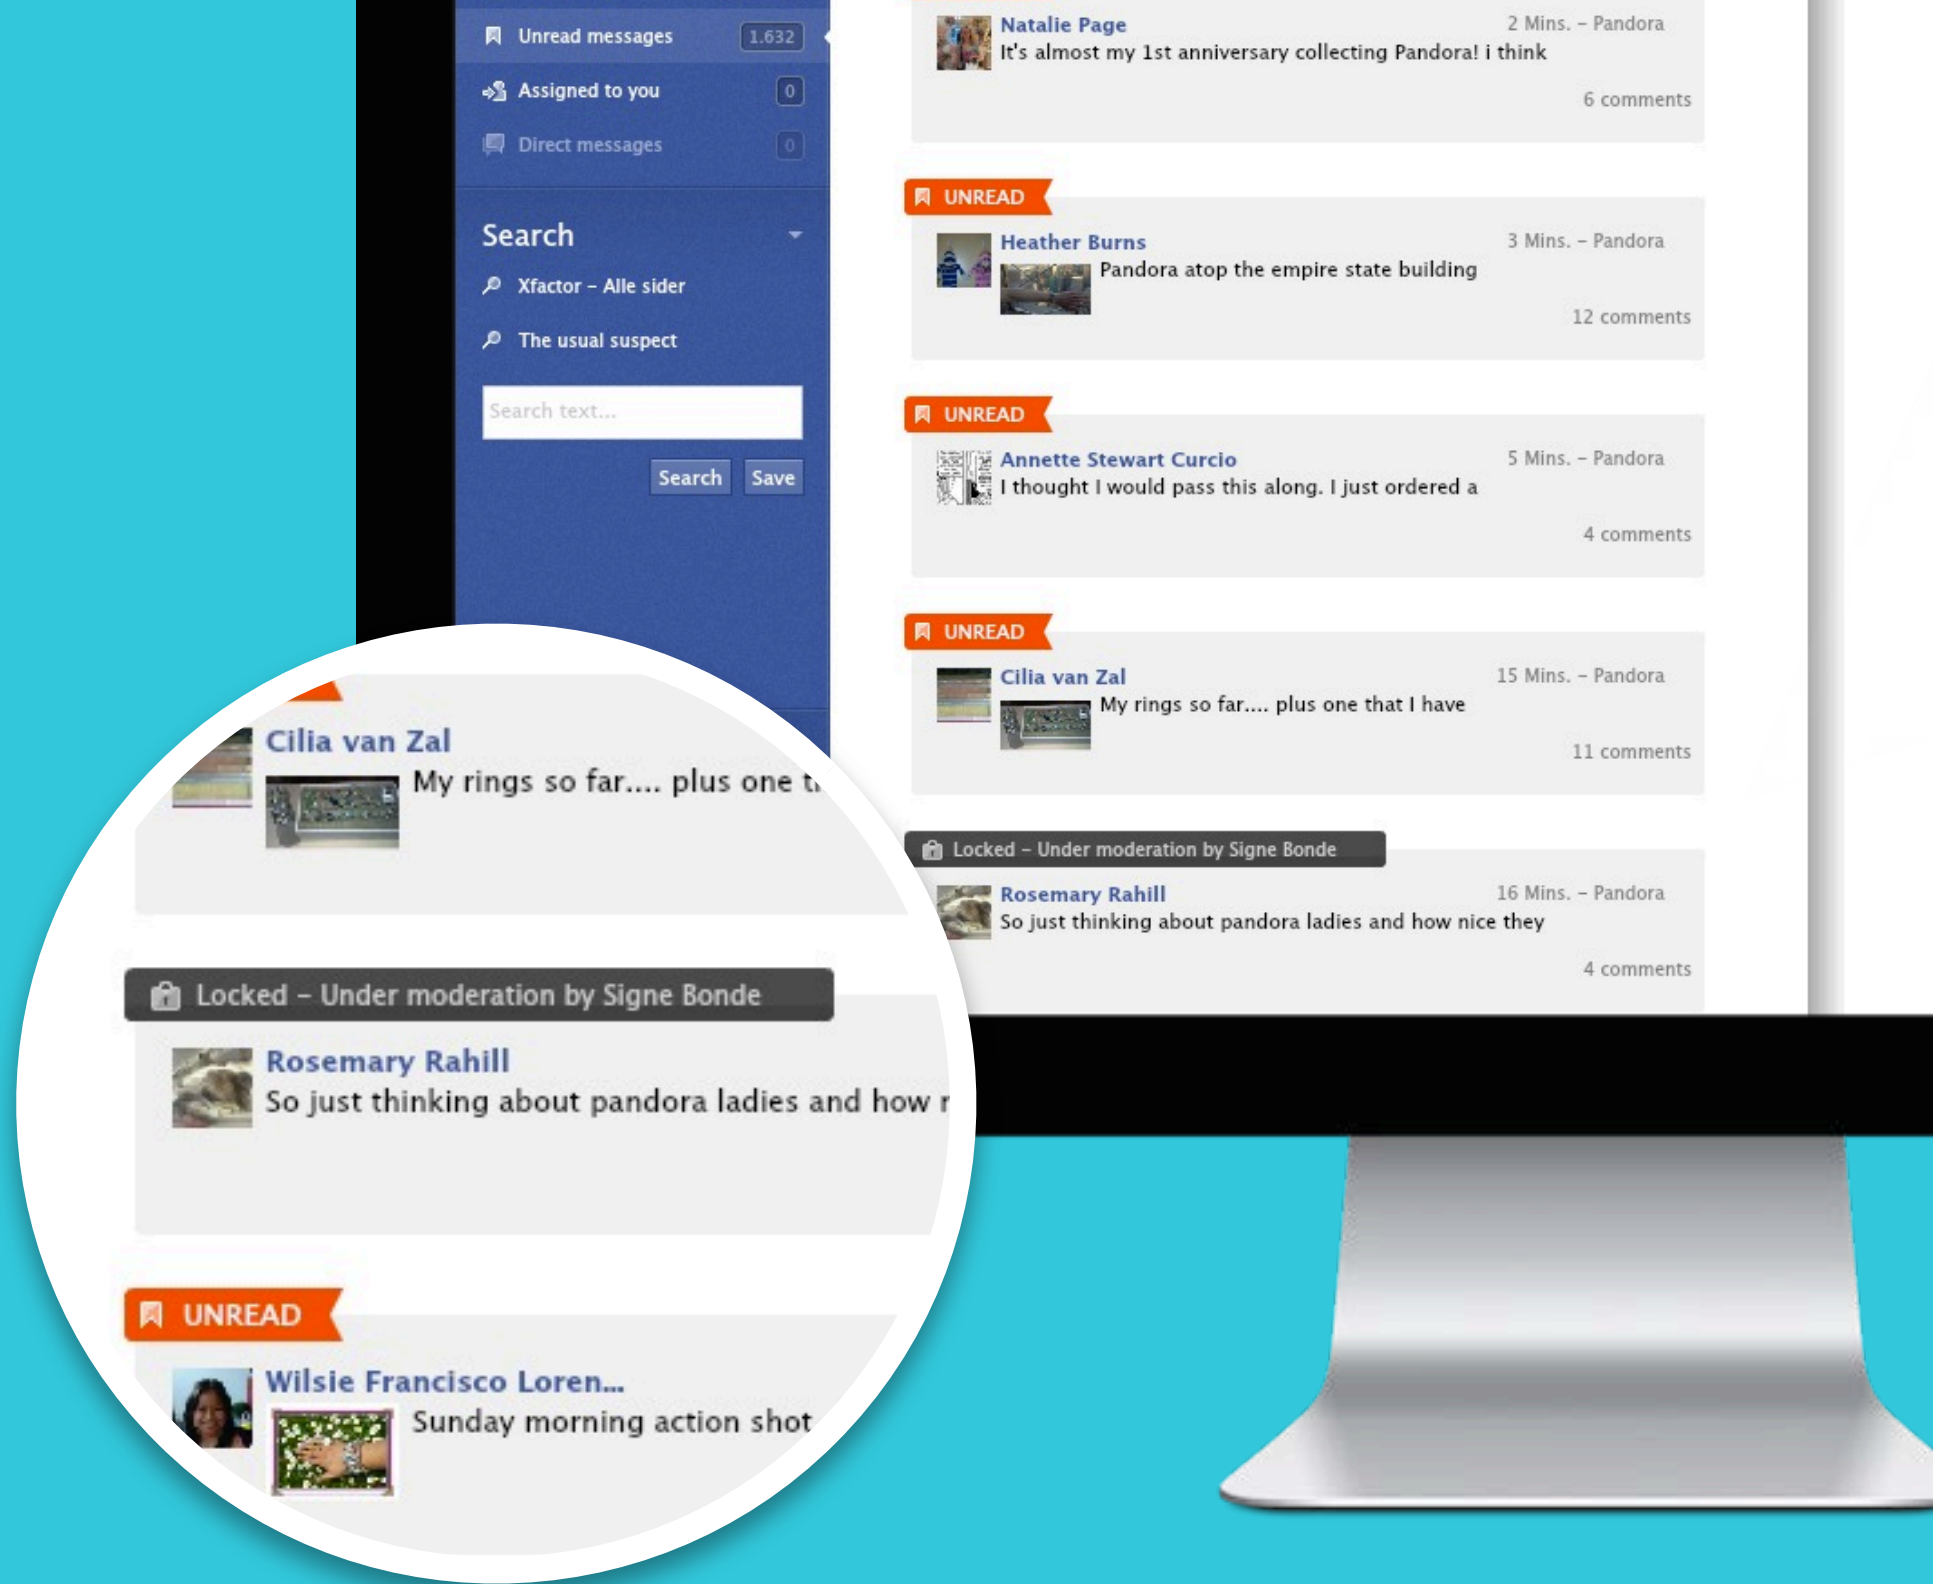 Unread messages 1.632
Assigned to you 0
Direct messages 0
Search
Xfactor – Alle sider
The usual suspect
Search text...
Search Save
Natalie Page 2 Mins. – Pandora
It's almost my 1st anniversary collecting Pandora! i think
6 comments
UNREAD
Heather Burns 3 Mins. – Pandora
Pandora atop the empire state building
12 comments
UNREAD
Annette Stewart Curcio 5 Mins. – Pandora
I thought I would pass this along. I just ordered a
4 comments
UNREAD
Cilia van Zal 15 Mins. – Pandora
My rings so far.... plus one that I have
11 comments
Locked – Under moderation by Signe Bonde
Rosemary Rahill 16 Mins. – Pandora
So just thinking about pandora ladies and how nice they
4 comments
Cilia van Zal
My rings so far.... plus one
Locked – Under moderation by Signe Bonde
Rosemary Rahill
So just thinking about pandora ladies and how
UNREAD
Wilsie Francisco Loren...
Sunday morning action shot